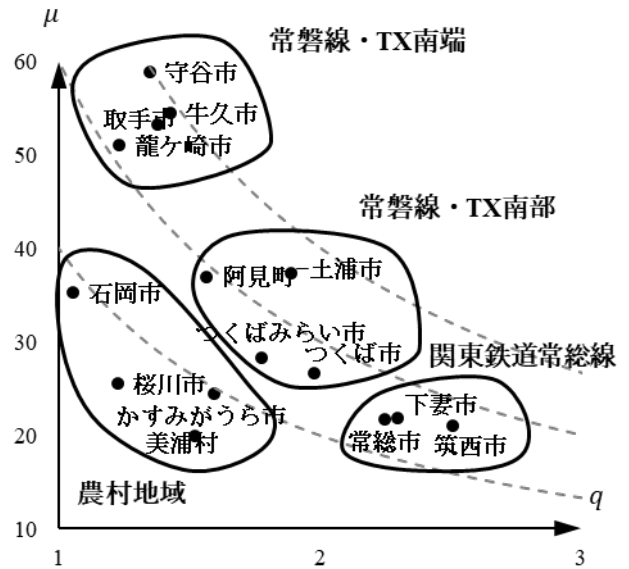 μ
常磐線・TX南端
60
守谷市
取手市
牛久市
龍ケ崎市
50
常磐線・TX南部
40
阿見町
土浦市
石岡市
30
つくばみらい市
つくば市
関東鉄道常総線
桜川市
かすみがうら市
下妻市
20
美浦村
常総市
筑西市
農村地域
q
10
1
2
3